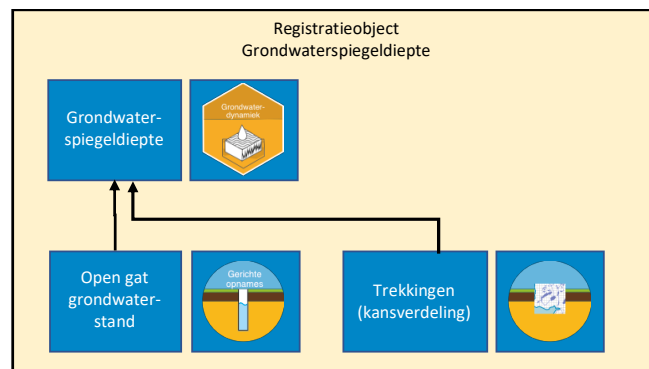 Registratieobject
Grondwaterspiegeldiepte
Grondwater-
spiegeldiepte
Grondwater-
dynamiek
Open gat
grondwater-
stand
Gerichte
opnames
Trekkingen
(kansverdeling)